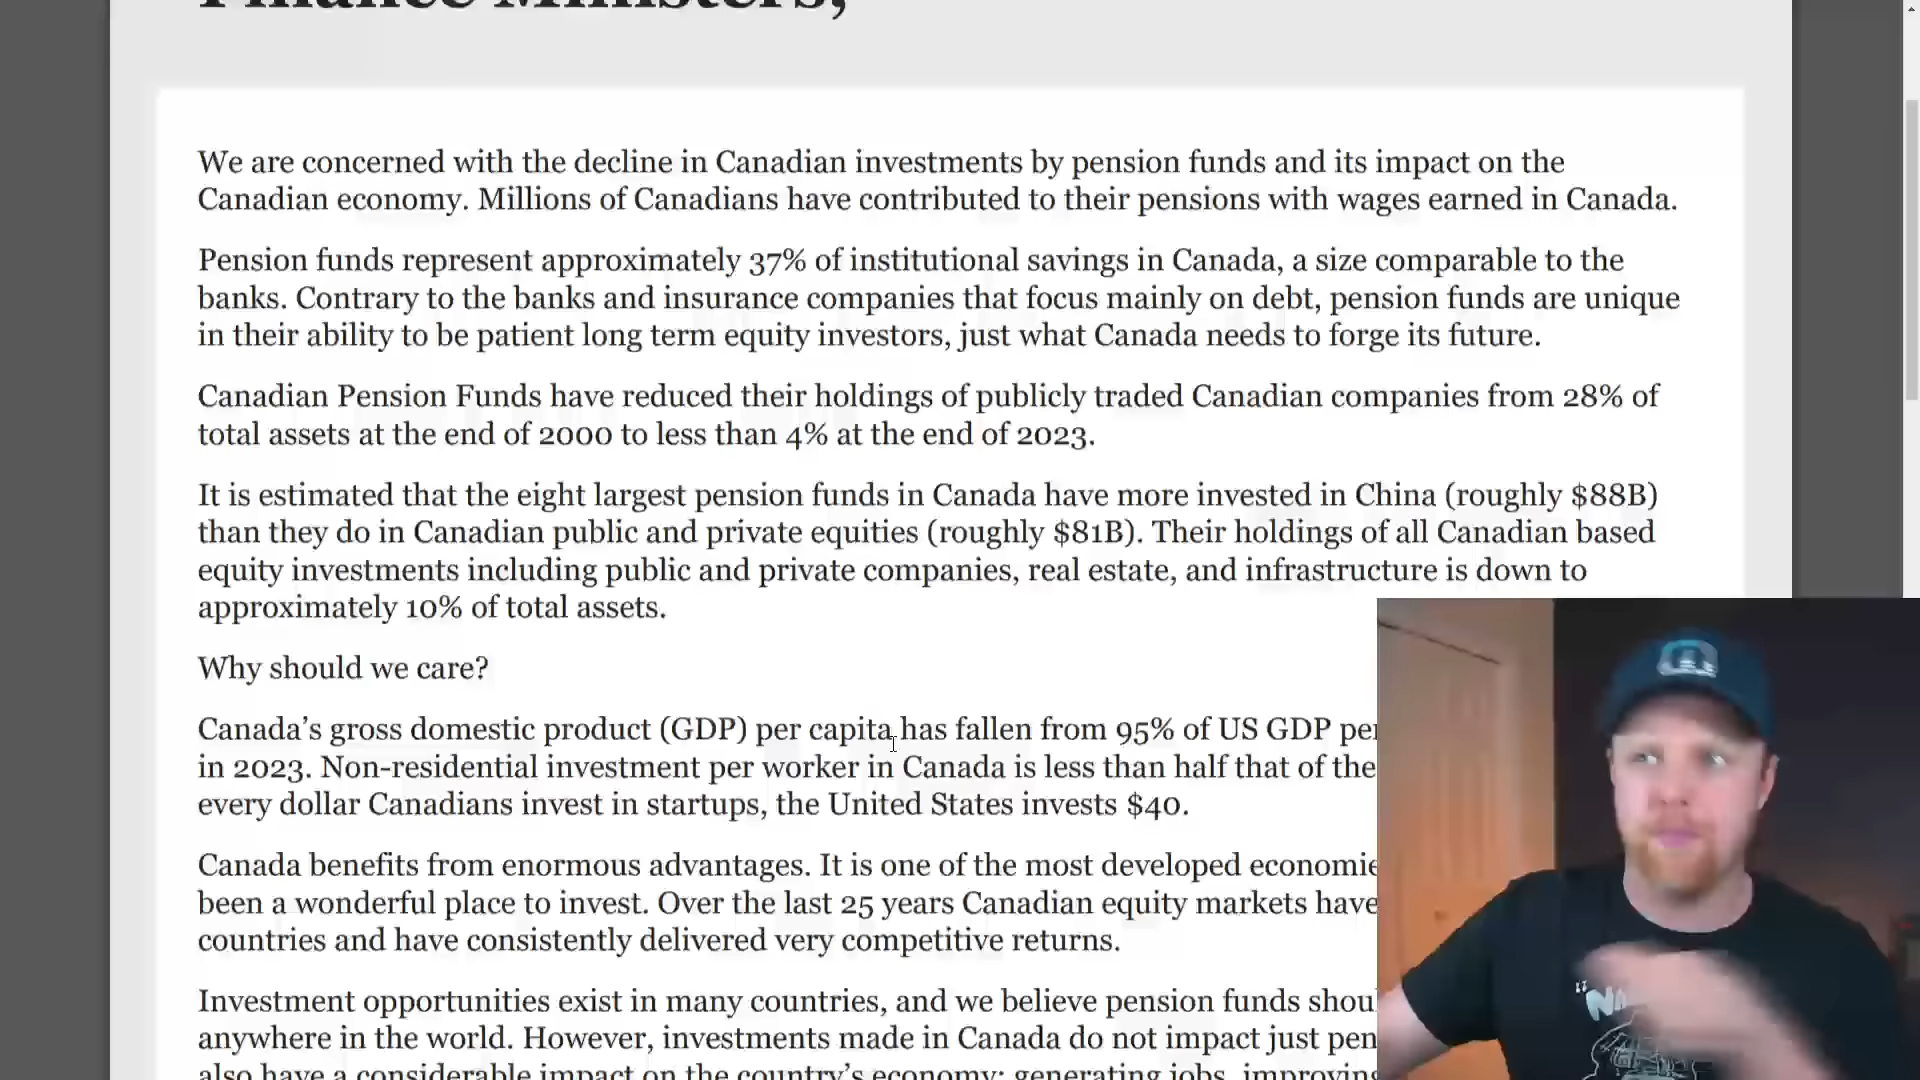 Finance Ministers,
We are concerned with the decline in Canadian investments by pension funds and its impact on the
Canadian economy. Millions of Canadians have contributed to their pensions with wages earned in Canada.
Pension funds represent approximately 37% of institutional savings in Canada, a size comparable to the
banks. Contrary to the banks and insurance companies that focus mainly on debt, pension funds are unique
in their ability to be patient long term equity investors, just what Canada needs to forge its future.
Canadian Pension Funds have reduced their holdings of publicly traded Canadian companies from 28% of
total assets at the end of 2000 to less than 4% at the end of 2023.
It is estimated that the eight largest pension funds in Canada have more invested in China (roughly $88B)
than they do in Canadian public and private equities (roughly $81B). Their holdings of all Canadian based
equity investments including public and private companies, real estate, and infrastructure is down to
approximately 10% of total assets.
Why should we care?
Canada’s gross domestic product (GDP) per capita has fallen from 95% of US GDP per
in 2023. Non-residential investment per worker in Canada is less than half that of the
every dollar Canadians invest in startups, the United States invests $40.
Canada benefits from enormous advantages. It is one of the most developed
been a wonderful place to invest. Over the last 25 years Canadian equity markets have
countries and have consistently delivered very competitive returns.
Investment opportunities exist in many countries, and we believe pension funds
anywhere in the world. However, investments made in Canada do not impact just
also have a considerable impact on the country’s economy: generating jobs, improving